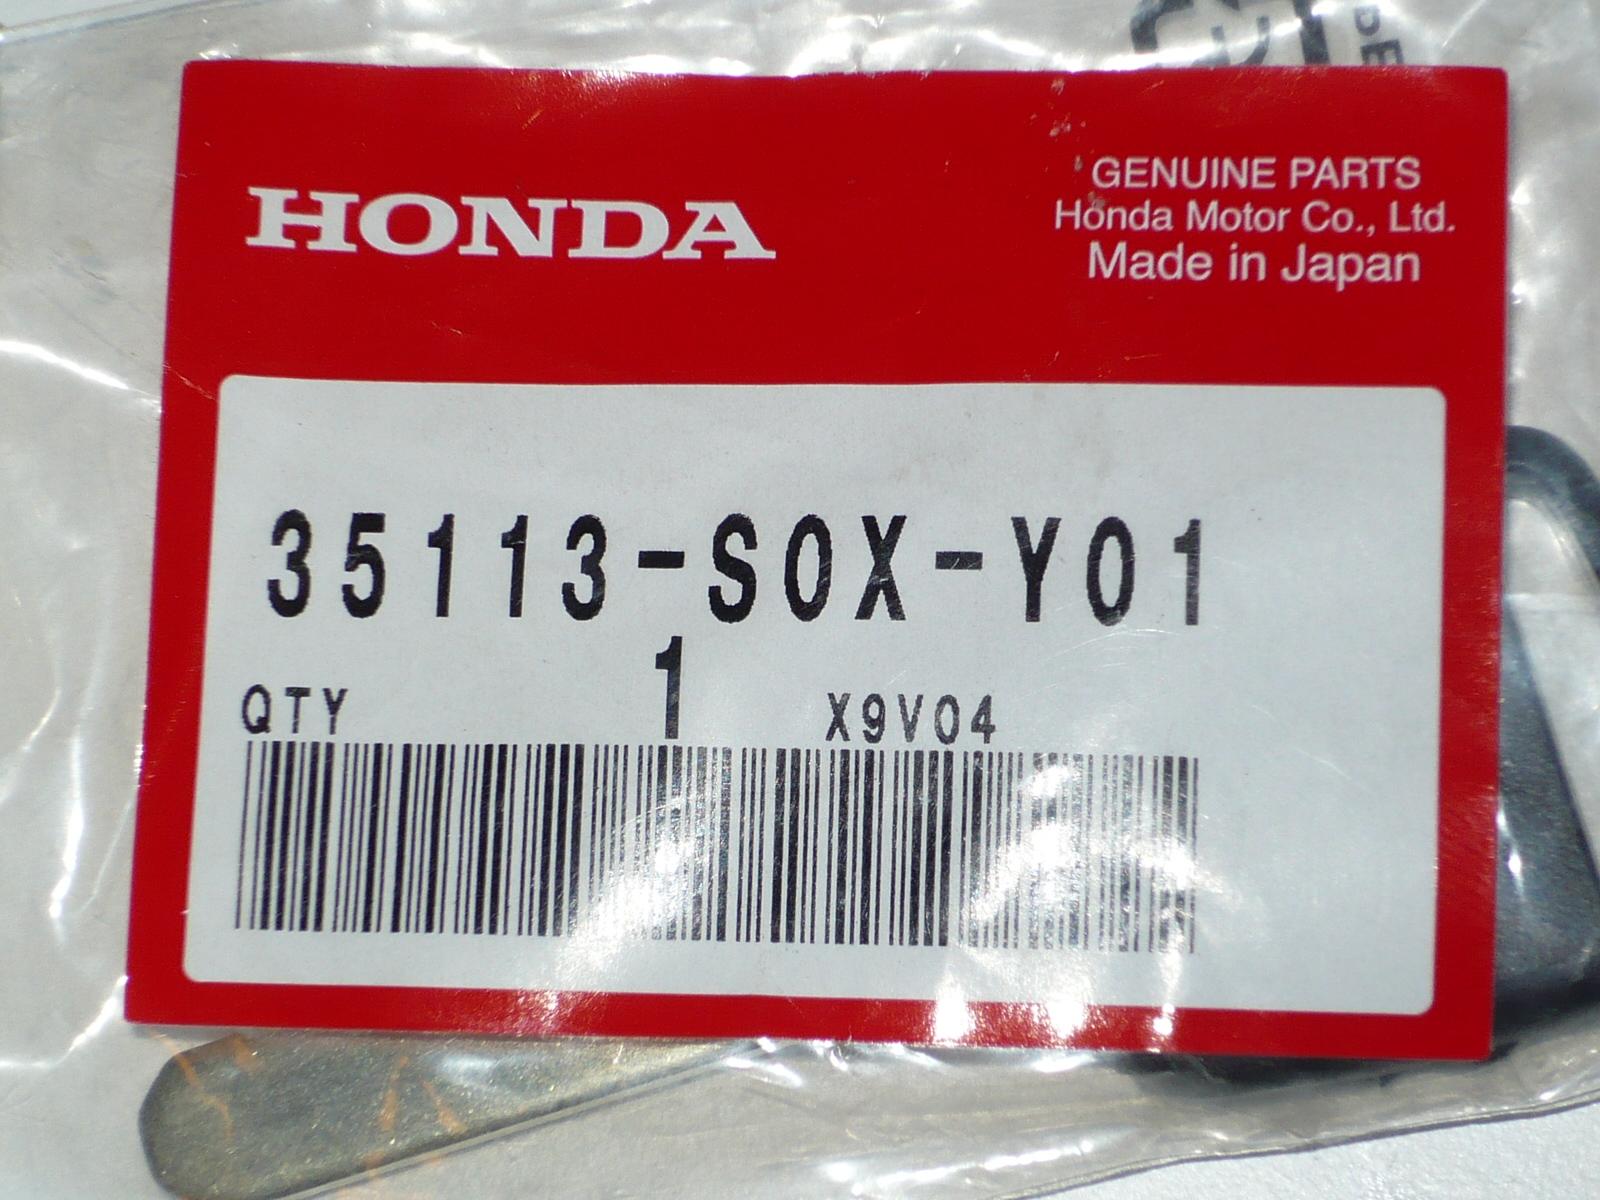 HONDA
GENUINE PARTS
Honda Motor Co., Ltd.
Made in Japan
35113-S0X-Y01
QTY 1 X9V04